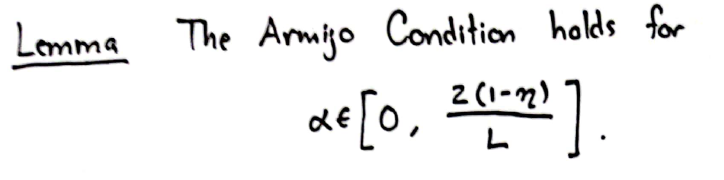 Lemma The Armijo Condition holds for
α ∈ [0, 2(1-η)/L].